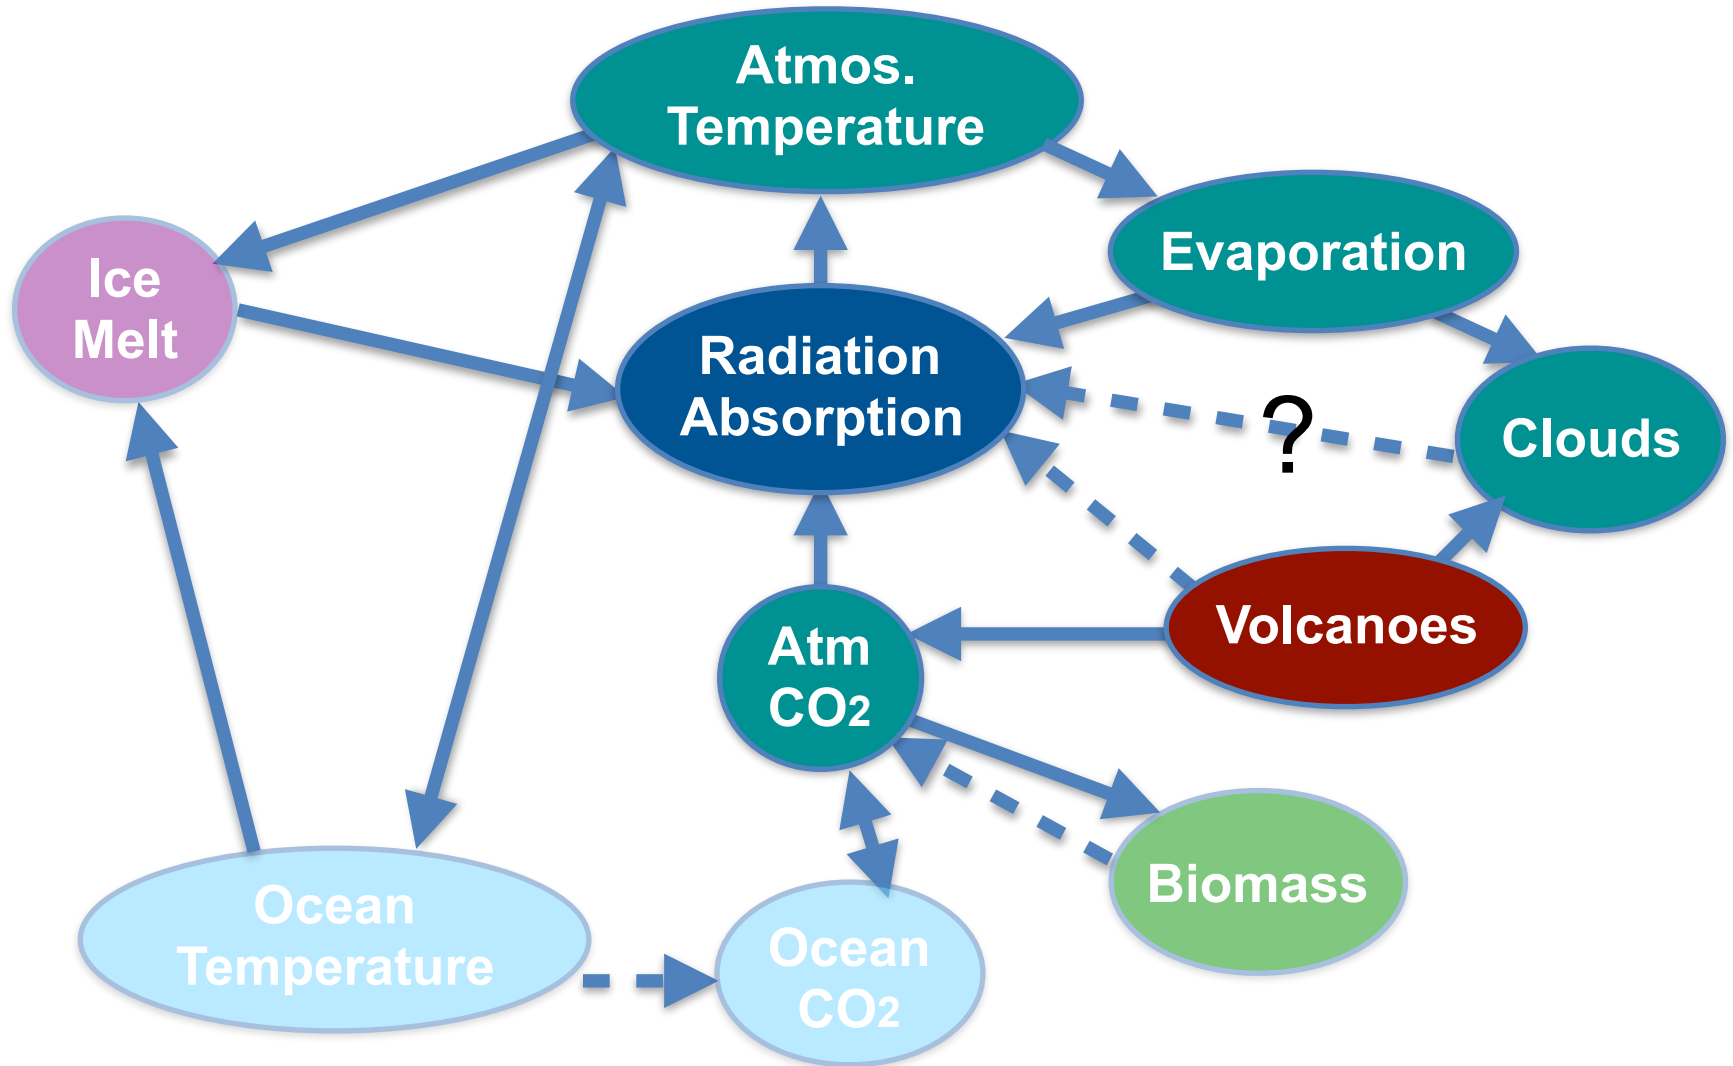 Atmos.
Temperature
Evaporation
Ice
Melt
Radiation
Absorption
?
Clouds
Volcanoes
Atm
CO2
Biomass
Ocean
Temperature
Ocean
CO2